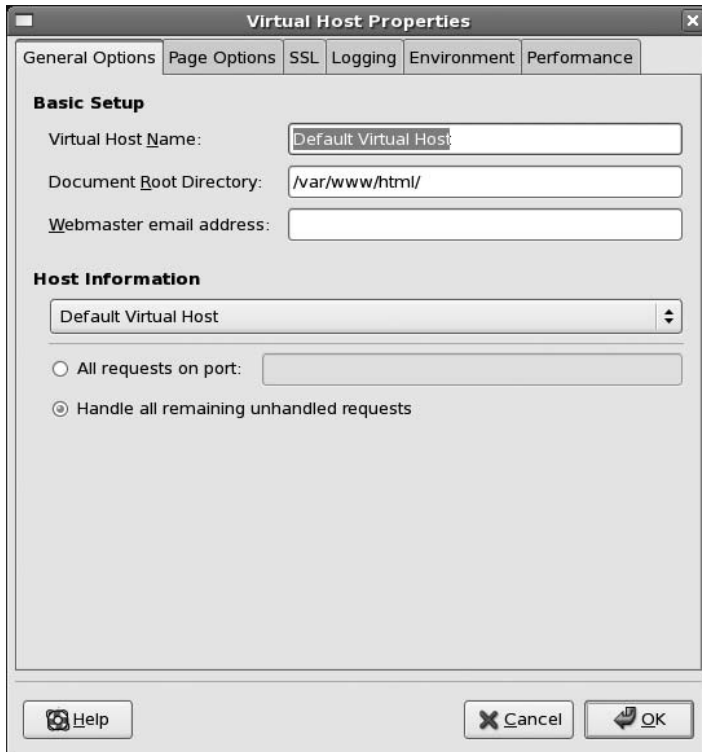 Virtual Host Properties
General Options Page Options SSL Logging Environment Performance
Basic Setup
Virtual Host Name: Default Virtual Host
Document Root Directory: /var/www/html/
Webmaster email address:
Host Information
Default Virtual Host
All requests on port:
Handle all remaining unhandled requests
Help Cancel OK